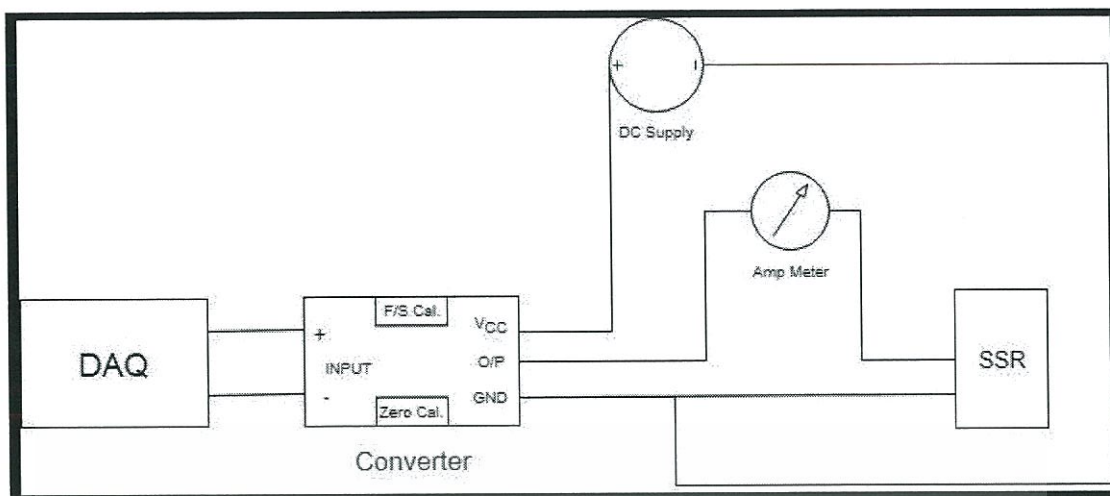 + -
DC Supply
Amp Meter
F/S Cal.
VCC
+
DAQ
INPUT
O/P
SSR
-
Zero Cal.
GND
Converter